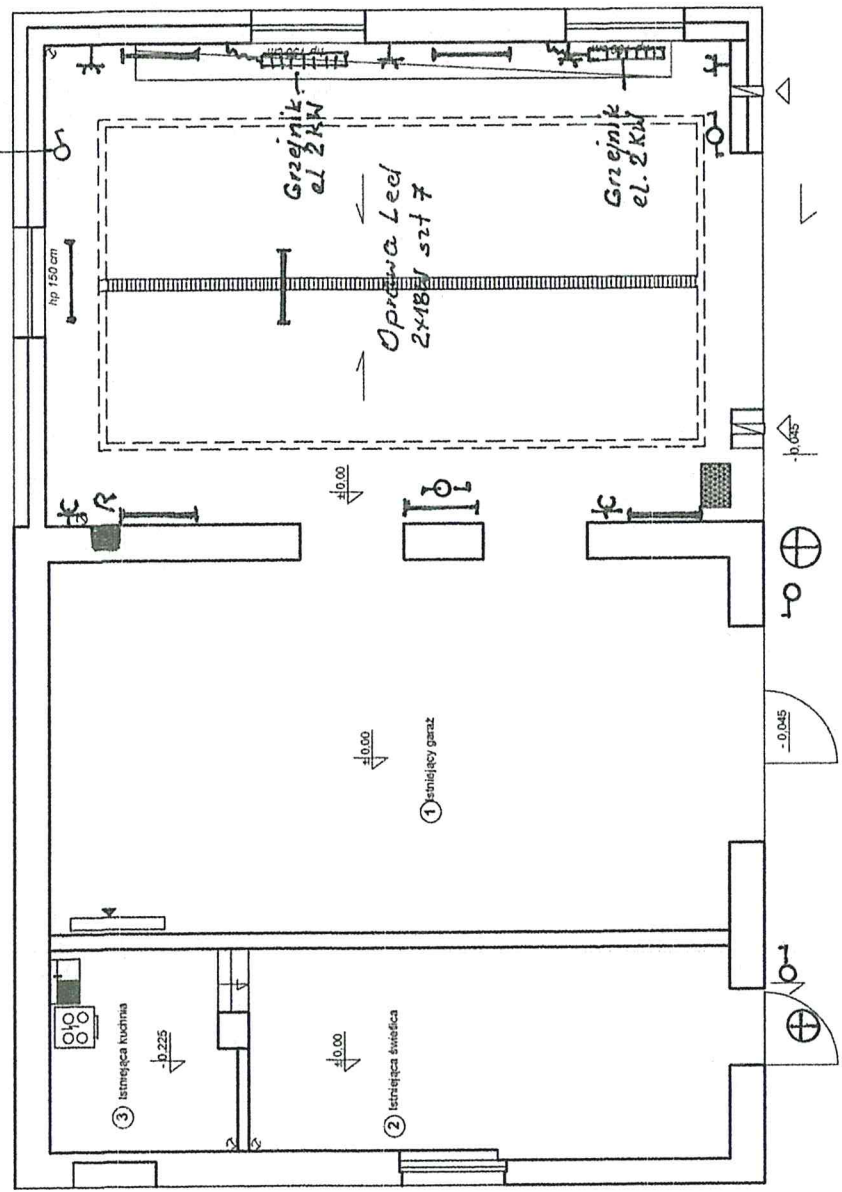 hp 150 cm
Grzejnik
el 2 KW
Grzejnik
el. 2 KW
Oprawa Led
2x18W szt 7
R
±0.00
-0,045
±0.00
-0,045
1 Istniejący garaż
3 Istniejąca kuchnia
-0.225
±0.00
2 Istniejąca świetlica